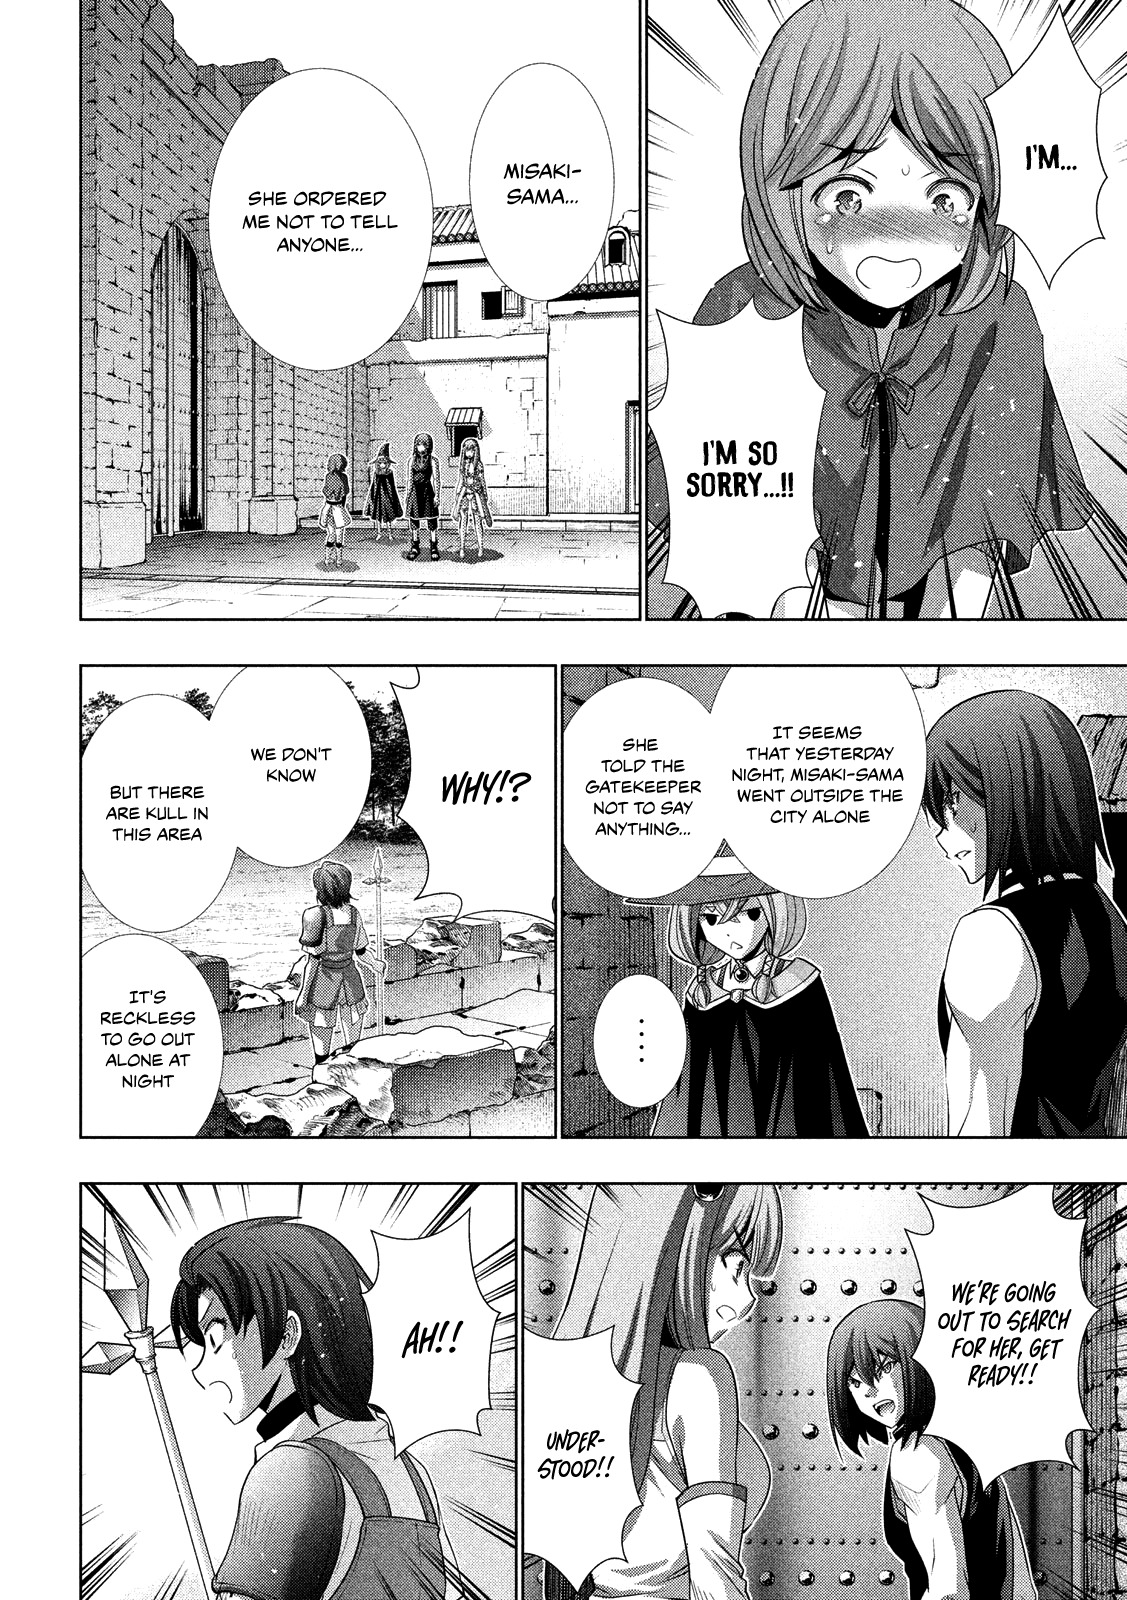 I'M...
I'M SO
SORRY...!!
MISAKI-
SAMA...
SHE ORDERED
ME NOT TO TELL
ANYONE...
IT SEEMS
THAT YESTERDAY
NIGHT, MISAKI-SAMA
WENT OUTSIDE THE
CITY ALONE
SHE
TOLD THE
GATEKEEPER
NOT TO SAY
ANYTHING...
...
WHY!?
WE DON'T
KNOW
BUT THERE
ARE KULL IN
THIS AREA
IT'S
RECKLESS
TO GO OUT
ALONE AT
NIGHT
WE'RE GOING
OUT TO SEARCH
FOR HER, GET
READY!!
UNDER-
STOOD!!
AH!!